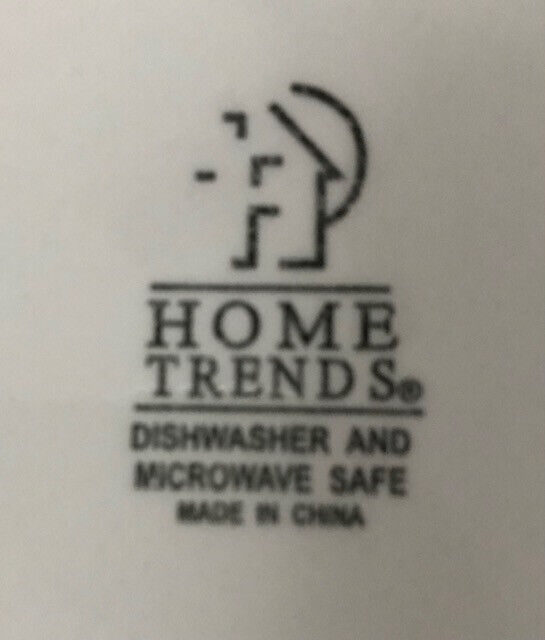 HOME
TRENDS®
DISHWASHER AND
MICROWAVE SAFE
MADE IN CHINA